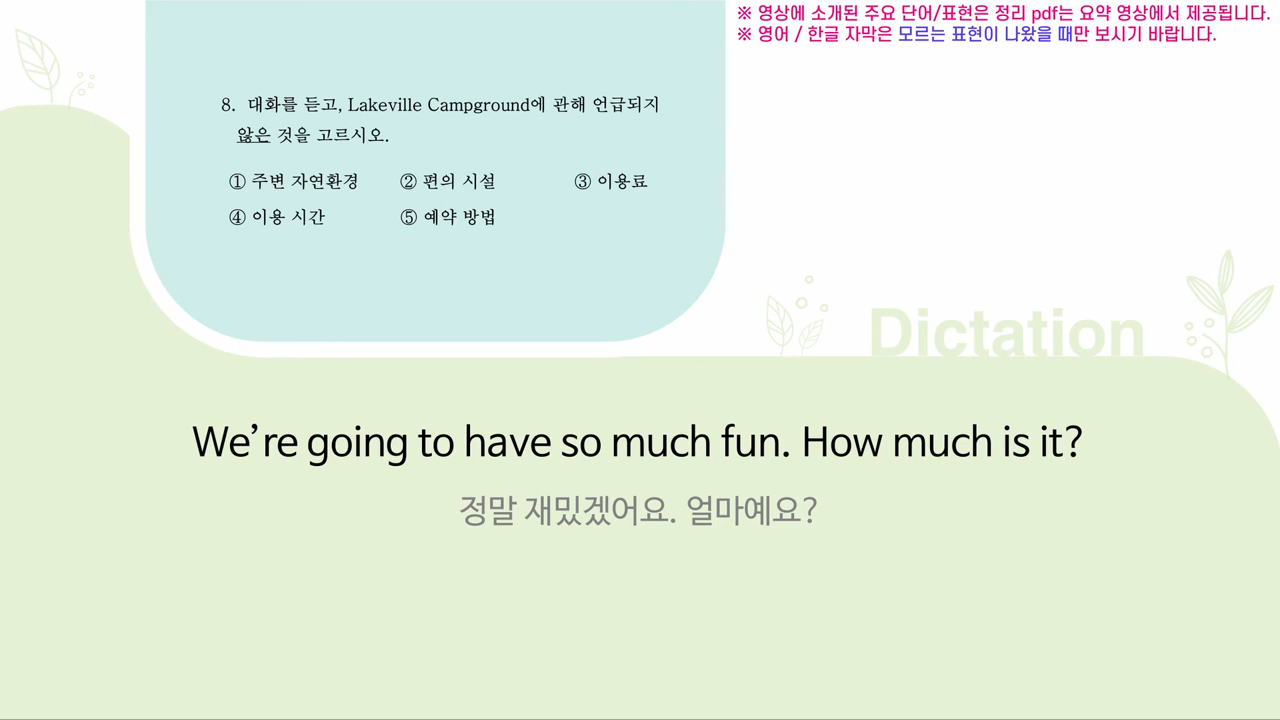 ※ 영상에 소개된 주요 단어/표현은 정리 pdf는 요약 영상에서 제공됩니다.
※ 영어 / 한글 자막은 모르는 표현이 나왔을 때만 보시기 바랍니다.
8. 대화를 듣고, Lakeville Campground에 관해 언급되지
않은 것을 고르시오.
① 주변 자연환경 ② 편의 시설 ③ 이용료
④ 이용 시간 ⑤ 예약 방법
Dictation
We're going to have so much fun. How much is it?
정말 재밌겠어요. 얼마예요?